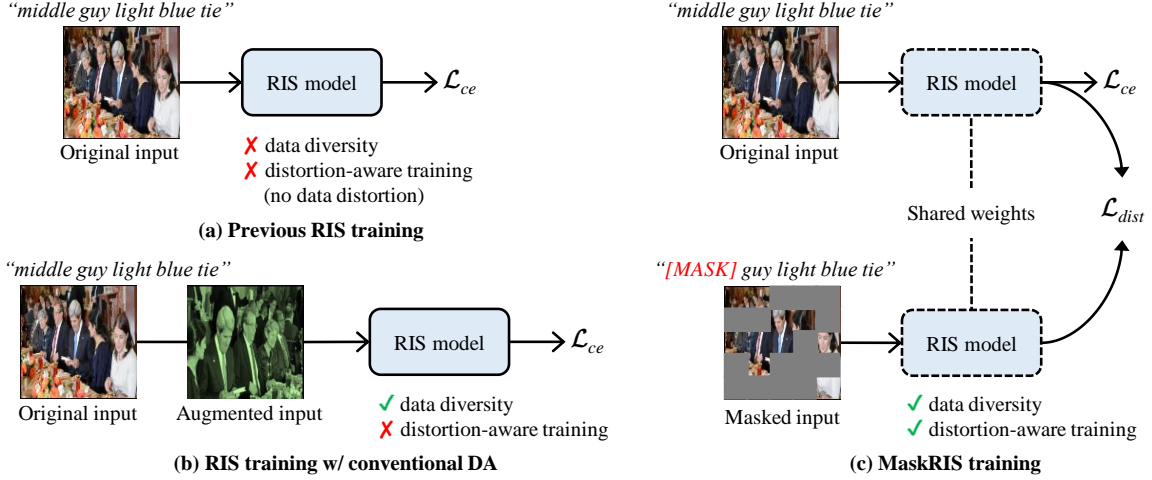 “middle guy light blue tie”
RIS model
ℒce
Original input
✗ data diversity
✗ distortion-aware training
(no data distortion)
(a) Previous RIS training
“middle guy light blue tie”
RIS model
ℒce
Original input
Augmented input
✓ data diversity
✗ distortion-aware training
(b) RIS training w/ conventional DA
“middle guy light blue tie”
RIS model
ℒce
Original input
Shared weights
ℒdist
“[MASK] guy light blue tie”
RIS model
Masked input
✓ data diversity
✓ distortion-aware training
(c) MaskRIS training